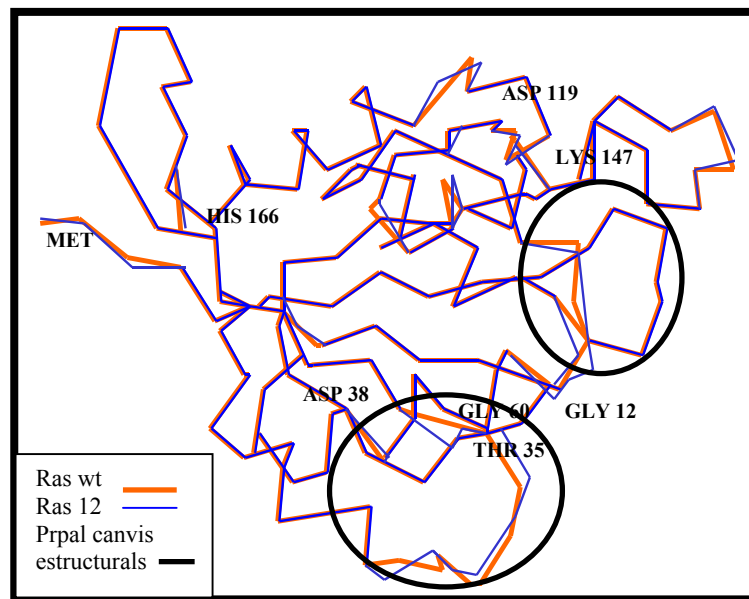 ASP 119
LYS 147
HIS 166
MET
ASP 38
GLY 60
GLY 12
THR 35
Ras wt
Ras 12
Prpal canvis
estructurals